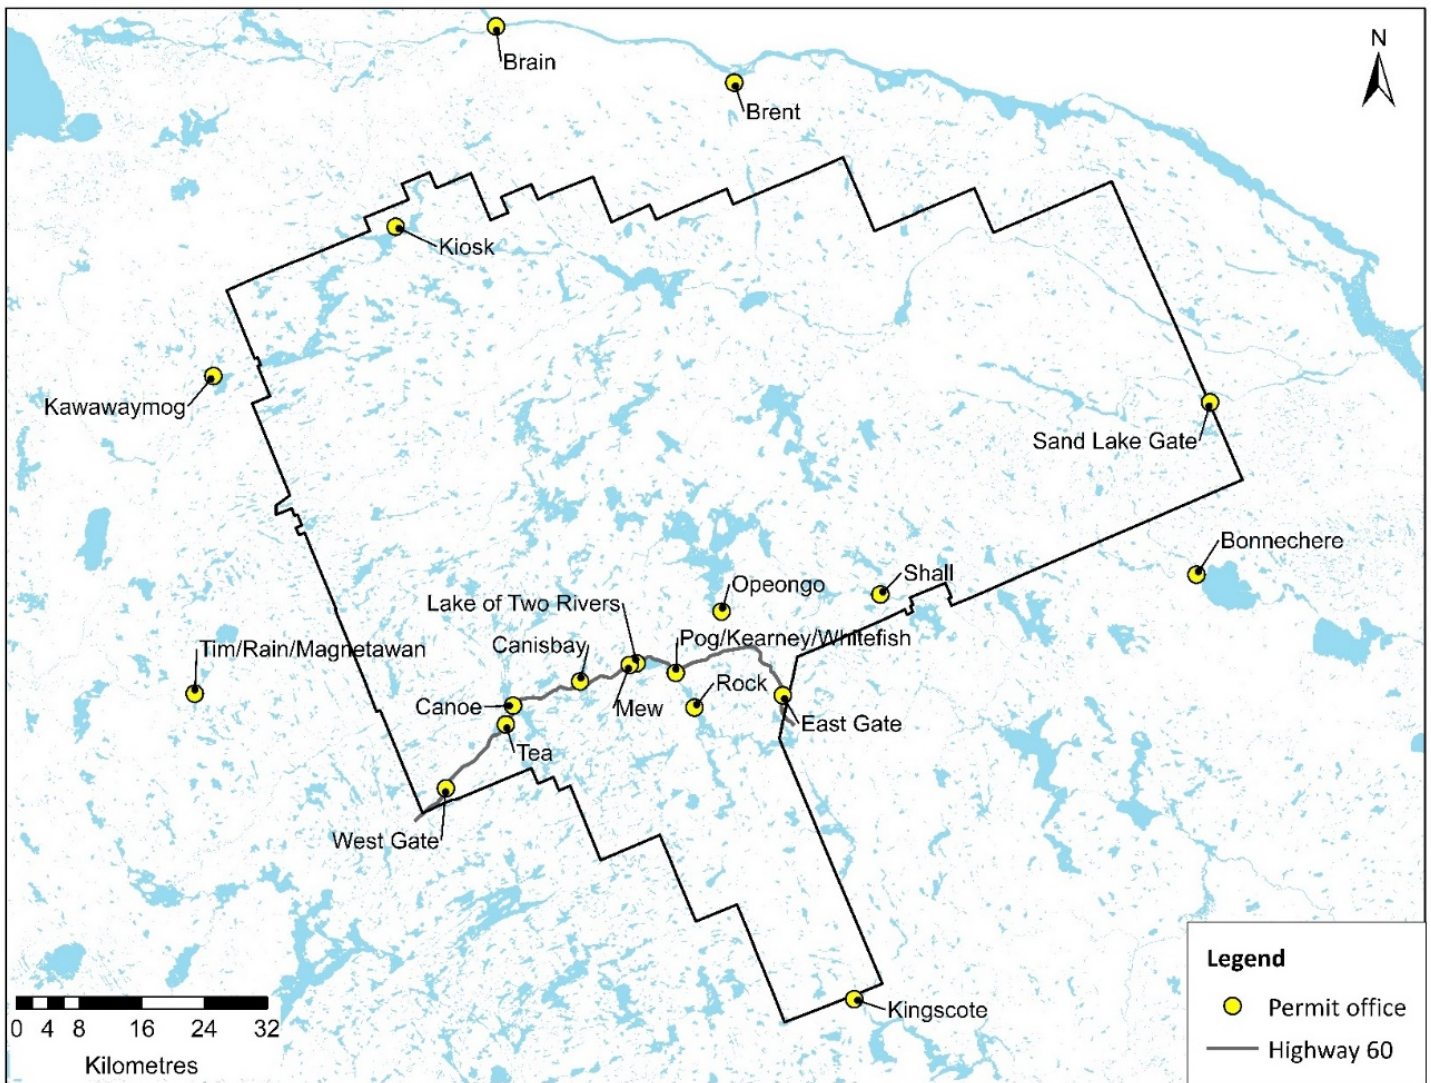 N
Brain
Brent
Kiosk
Kawawaymog
Sand Lake Gate
Bonnechere
Shall
Opeongo
Lake of Two Rivers
Pog/Kearney/Whitefish
Canisbay
Tim/Rain/Magnetawan
Rock
Canoe
Mew
East Gate
Tea
West Gate
Kingscote
0 4 8 16 24 32
Kilometres
Legend
Permit office
Highway 60